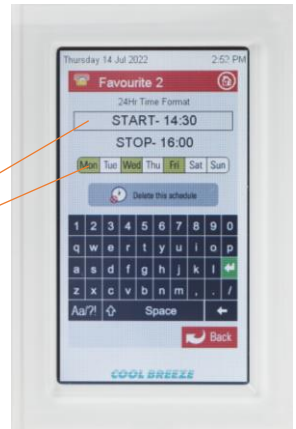 Thursday 14 Jul 2022 2:52 PM
Favourite 2
24Hr Time Format
START- 14:30
STOP- 16:00
Mon Tue Wed Thu Fri Sat Sun
Delete this schedule
1 2 3 4 5 6 7 8 9 0
q w e r t y u i o p
a s d f g h j k l
z x c v b n m , . /
Aa/?! Space
Back
COOL BREEZE